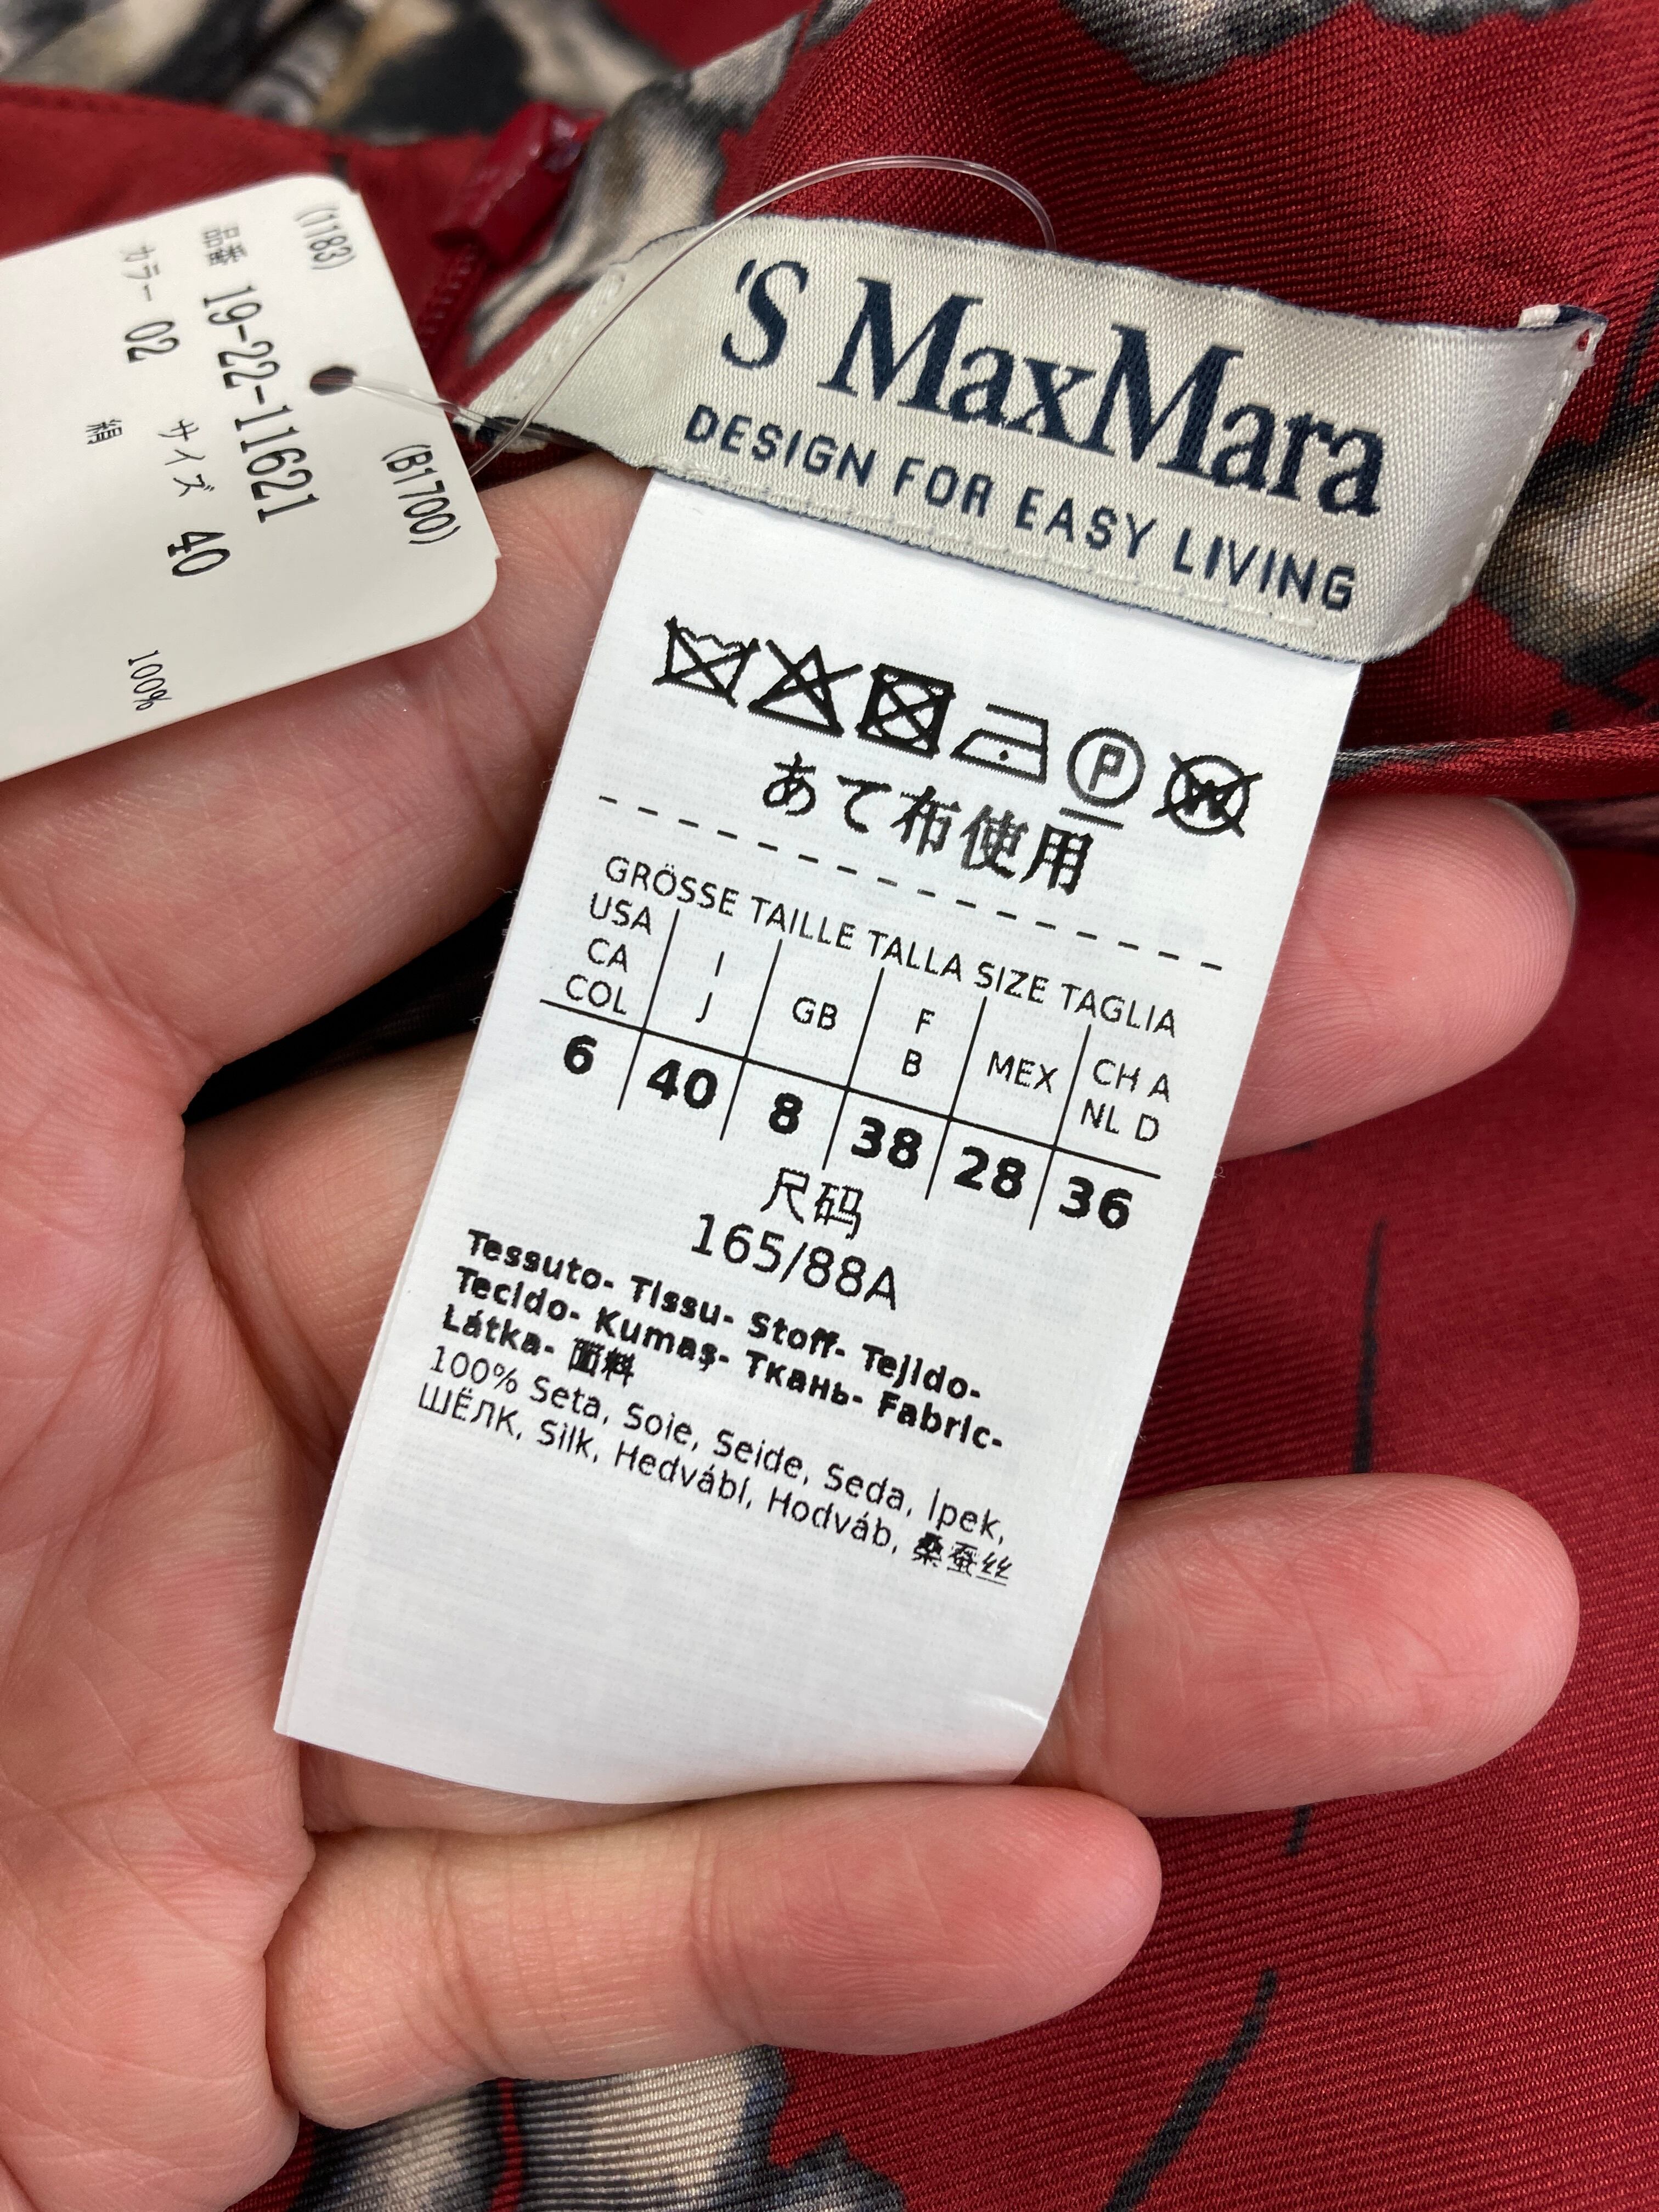 (1183)
(B1700)
品番 19-22-11621
カラー 02 サイズ 40
絹 100%
'S MaxMara
DESIGN FOR EASY LIVING
P W
あて布使用
GRÖSSE TAILLE TALLA SIZE TAGLIA
USA CA COL I J GB F B MEX CH A NL D
6 40 8 38 28 36
尺码
165/88A
Tessuto- Tissu- Stoff- Tejido-
Tecido- Kumaş- Ткань- Fabric-
Látka- 面料
100% Seta, Soie, Seide, Seda, İpek,
ШЁЛК, Silk, Hedvábí, Hodváb, 桑蚕丝